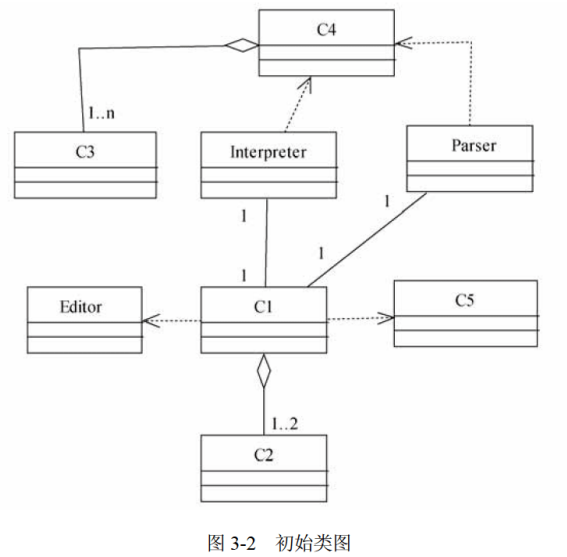 C4
1..n
C3
Interpreter
Parser
1
1
1
1
Editor
C1
C5
1..2
C2
图 3-2 初始类图